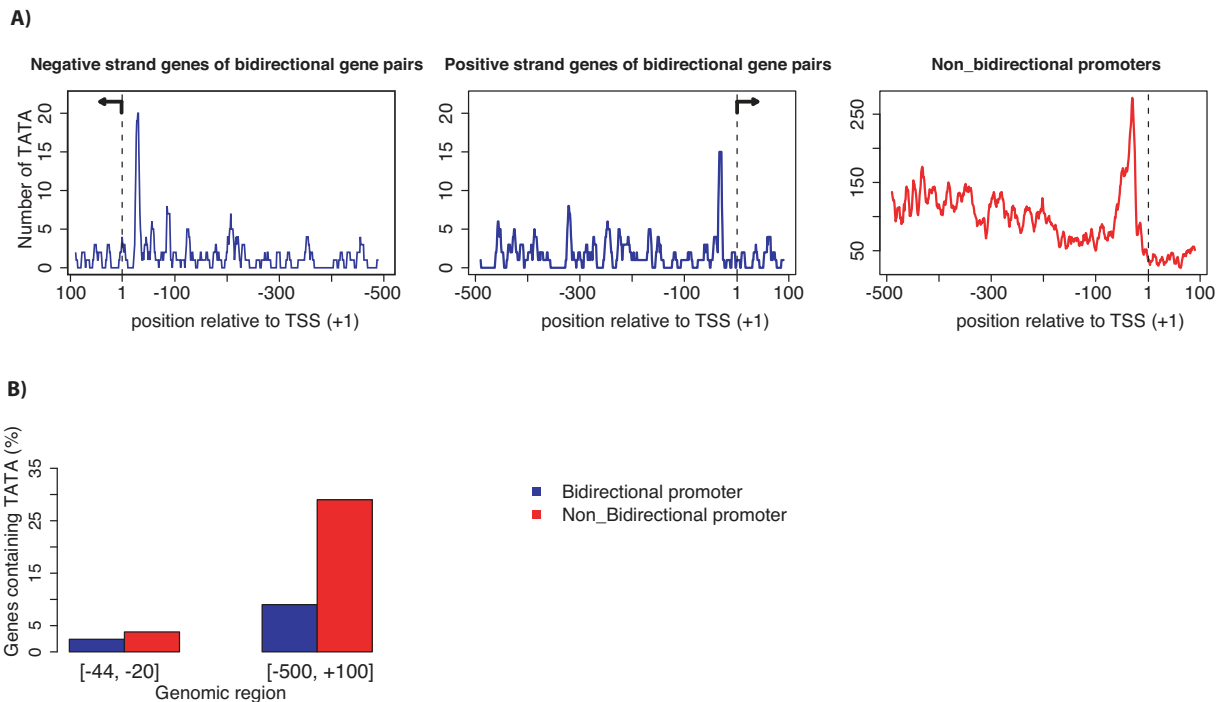 A)
Negative strand genes of bidirectional gene pairs
Positive strand genes of bidirectional gene pairs
Non_bidirectional promoters
Number of TATA
20
15
10
5
0
100 1 -100 -300 -500
position relative to TSS (+1)
20
15
10
5
0
-500 -300 -100 1 100
position relative to TSS (+1)
250
150
50
-500 -300 -100 1 100
position relative to TSS (+1)
B)
Genes containing TATA (%)
35
25
15
5
0
[-44, -20] [-500, +100]
Genomic region
Bidirectional promoter
Non_Bidirectional promoter